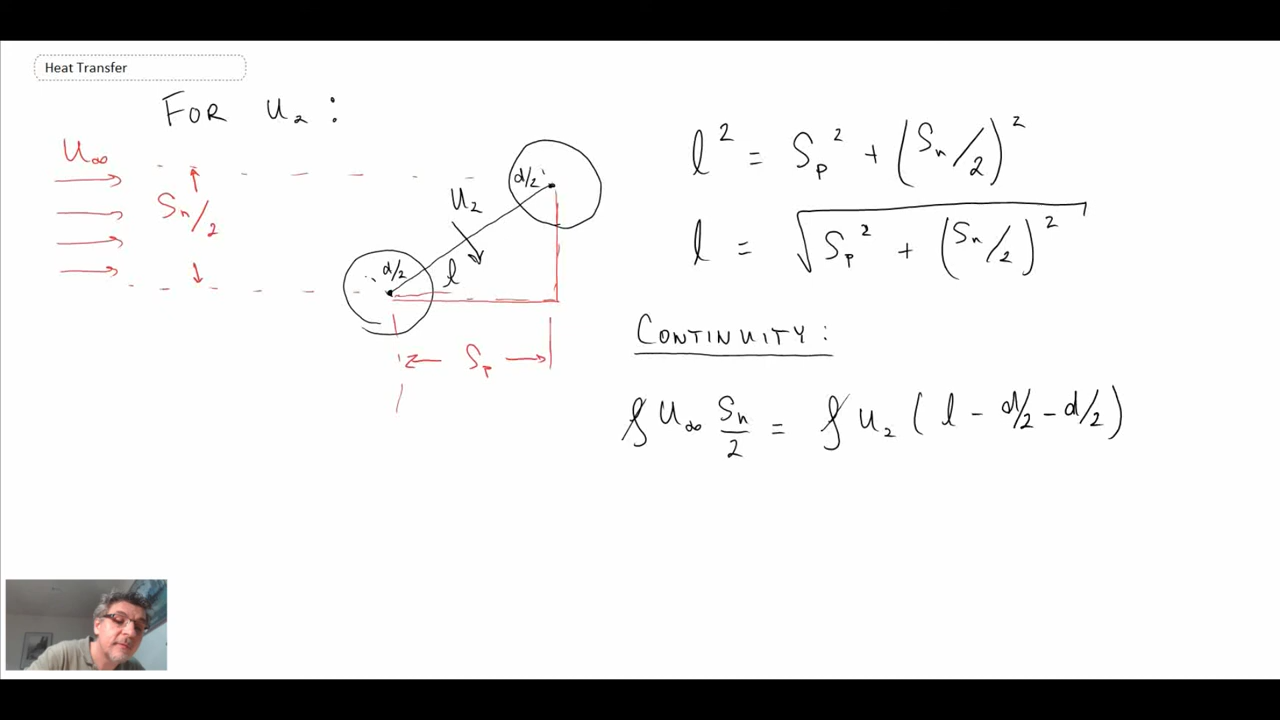 Heat Transfer
FOR u₂ :
u∞
Sn/2
d/2
u₂
d/2
l
Sp
l² = Sp² + (Sn/2)²
l = √(Sp² + (Sn/2)²)
CONTINUITY :
ρ u∞ Sn/2 = ρ u₂ ( l - d/2 - d/2 )